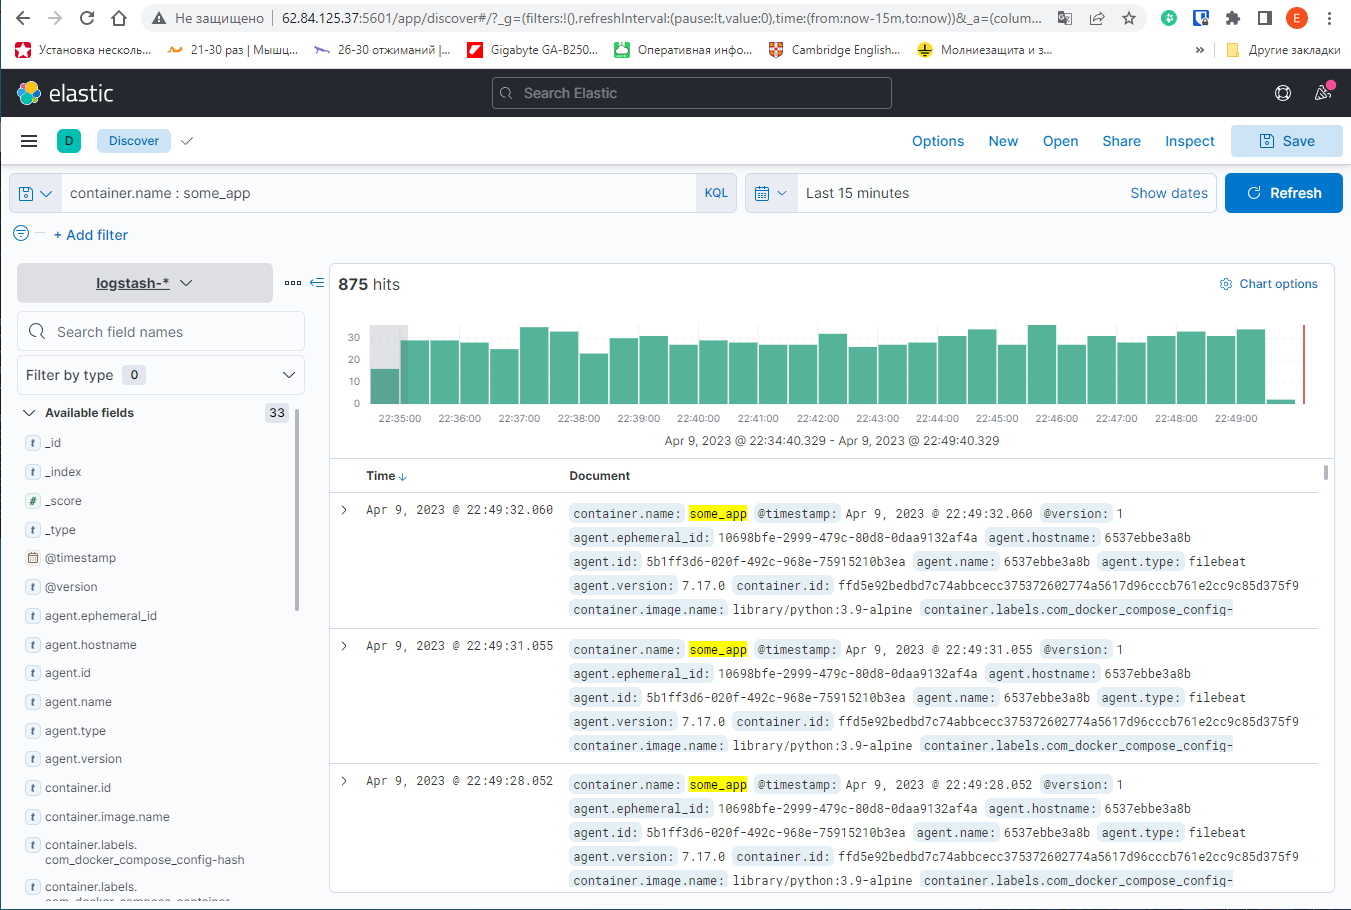 Не защищено | 62.84.125.37:5601/app/discover#/?_g=(filters:!(),refreshInterval:(pause:!t,value:0),time:(from:now-15m,to:now))&_a=(colum...
E
Установка несколь... 21-30 раз | Мышц... 26-30 отжиманий |... Gigabyte GA-B250... Оперативная инфо... Cambridge English... Молниезащита и з... » Другие закладки
elastic
Search Elastic
D Discover Options New Open Share Inspect Save
container.name : some_app KQL Last 15 minutes Show dates Refresh
+ Add filter
logstash-*
875 hits Chart options
Search field names
Filter by type 0
Available fields 33
t _id
t _index
# _score
t _type
@timestamp
t @version
t agent.ephemeral_id
t agent.hostname
t agent.id
t agent.name
t agent.type
t agent.version
t container.id
t container.image.name
t container.labels.
com_docker_compose_config-hash
t container.labels.
com_docker_compose_container
30
20
10
0
22:35:00 22:36:00 22:37:00 22:38:00 22:39:00 22:40:00 22:41:00 22:42:00 22:43:00 22:44:00 22:45:00 22:46:00 22:47:00 22:48:00 22:49:00
Apr 9, 2023 @ 22:34:40.329 - Apr 9, 2023 @ 22:49:40.329
Time Document
Apr 9, 2023 @ 22:49:32.060 container.name: some_app @timestamp: Apr 9, 2023 @ 22:49:32.060 @version: 1
agent.ephemeral_id: 10698bfe-2999-479c-80d8-0daa9132af4a agent.hostname: 6537ebbe3a8b
agent.id: 5b1ff3d6-020f-492c-968e-75915210b3ea agent.name: 6537ebbe3a8b agent.type: filebeat
agent.version: 7.17.0 container.id: ffd5e92bedbd7c74abbcecc375372602774a5617d96cccb761e2cc9c85d375f9
container.image.name: library/python:3.9-alpine container.labels.com_docker_compose_config-
Apr 9, 2023 @ 22:49:31.055 container.name: some_app @timestamp: Apr 9, 2023 @ 22:49:31.055 @version: 1
agent.ephemeral_id: 10698bfe-2999-479c-80d8-0daa9132af4a agent.hostname: 6537ebbe3a8b
agent.id: 5b1ff3d6-020f-492c-968e-75915210b3ea agent.name: 6537ebbe3a8b agent.type: filebeat
agent.version: 7.17.0 container.id: ffd5e92bedbd7c74abbcecc375372602774a5617d96cccb761e2cc9c85d375f9
container.image.name: library/python:3.9-alpine container.labels.com_docker_compose_config-
Apr 9, 2023 @ 22:49:28.052 container.name: some_app @timestamp: Apr 9, 2023 @ 22:49:28.052 @version: 1
agent.ephemeral_id: 10698bfe-2999-479c-80d8-0daa9132af4a agent.hostname: 6537ebbe3a8b
agent.id: 5b1ff3d6-020f-492c-968e-75915210b3ea agent.name: 6537ebbe3a8b agent.type: filebeat
agent.version: 7.17.0 container.id: ffd5e92bedbd7c74abbcecc375372602774a5617d96cccb761e2cc9c85d375f9
container.image.name: library/python:3.9-alpine container.labels.com_docker_compose_config-